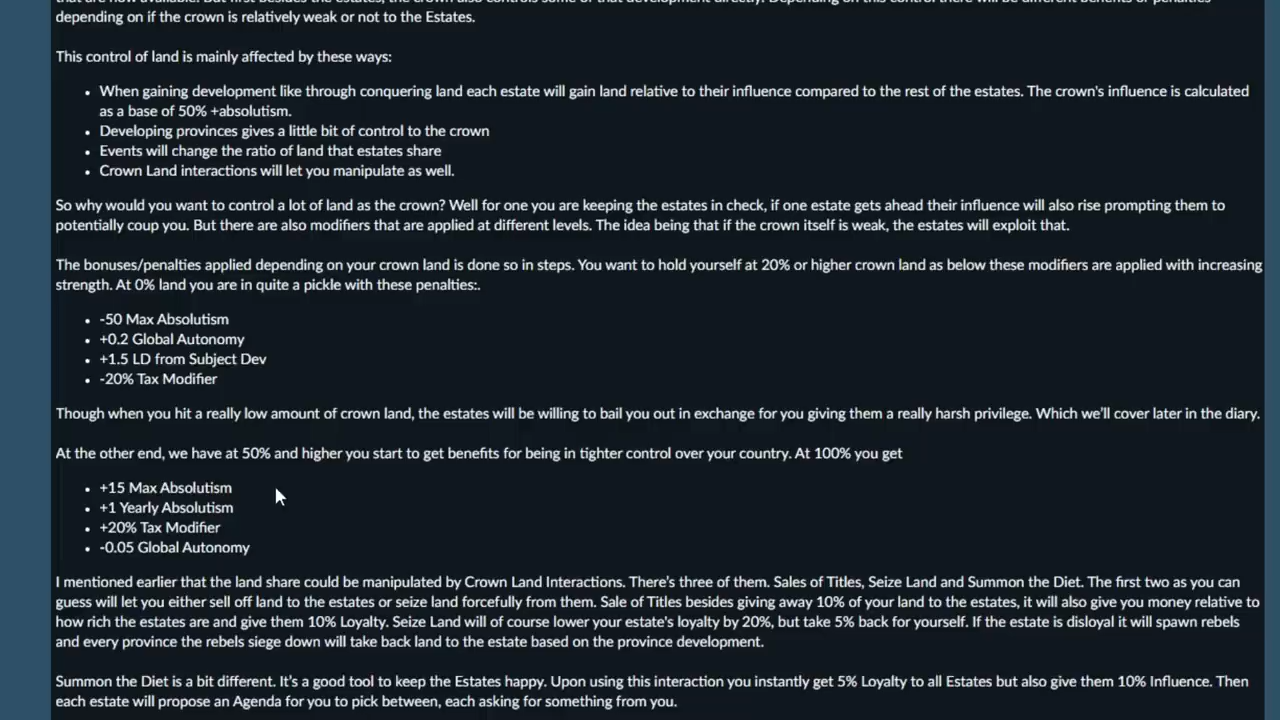 depending on if the crown is relatively weak or not to the Estates.
This control of land is mainly affected by these ways:
• When gaining development like through conquering land each estate will gain land relative to their influence compared to the rest of the estates. The crown's influence is calculated
as a base of 50% +absolutism.
• Developing provinces gives a little bit of control to the crown
• Events will change the ratio of land that estates share
• Crown Land interactions will let you manipulate as well.
So why would you want to control a lot of land as the crown? Well for one you are keeping the estates in check, if one estate gets ahead their influence will also rise prompting them to
potentially coup you. But there are also modifiers that are applied at different levels. The idea being that if the crown itself is weak, the estates will exploit that.
The bonuses/penalties applied depending on your crown land is done so in steps. You want to hold yourself at 20% or higher crown land as below these modifiers are applied with increasing
strength. At 0% land you are in quite a pickle with these penalties:.
• -50 Max Absolutism
• +0.2 Global Autonomy
• +1.5 LD from Subject Dev
• -20% Tax Modifier
Though when you hit a really low amount of crown land, the estates will be willing to bail you out in exchange for you giving them a really harsh privilege. Which we'll cover later in the diary.
At the other end, we have at 50% and higher you start to get benefits for being in tighter control over your country. At 100% you get
• +15 Max Absolutism
• +1 Yearly Absolutism
• +20% Tax Modifier
• -0.05 Global Autonomy
I mentioned earlier that the land share could be manipulated by Crown Land Interactions. There's three of them. Sales of Titles, Seize Land and Summon the Diet. The first two as you can
guess will let you either sell off land to the estates or seize land forcefully from them. Sale of Titles besides giving away 10% of your land to the estates, it will also give you money relative to
how rich the estates are and give them 10% Loyalty. Seize Land will of course lower your estate's loyalty by 20%, but take 5% back for yourself. If the estate is disloyal it will spawn rebels
and every province the rebels siege down will take back land to the estate based on the province development.
Summon the Diet is a bit different. It's a good tool to keep the Estates happy. Upon using this interaction you instantly get 5% Loyalty to all Estates but also give them 10% Influence. Then
each estate will propose an Agenda for you to pick between, each asking for something from you.